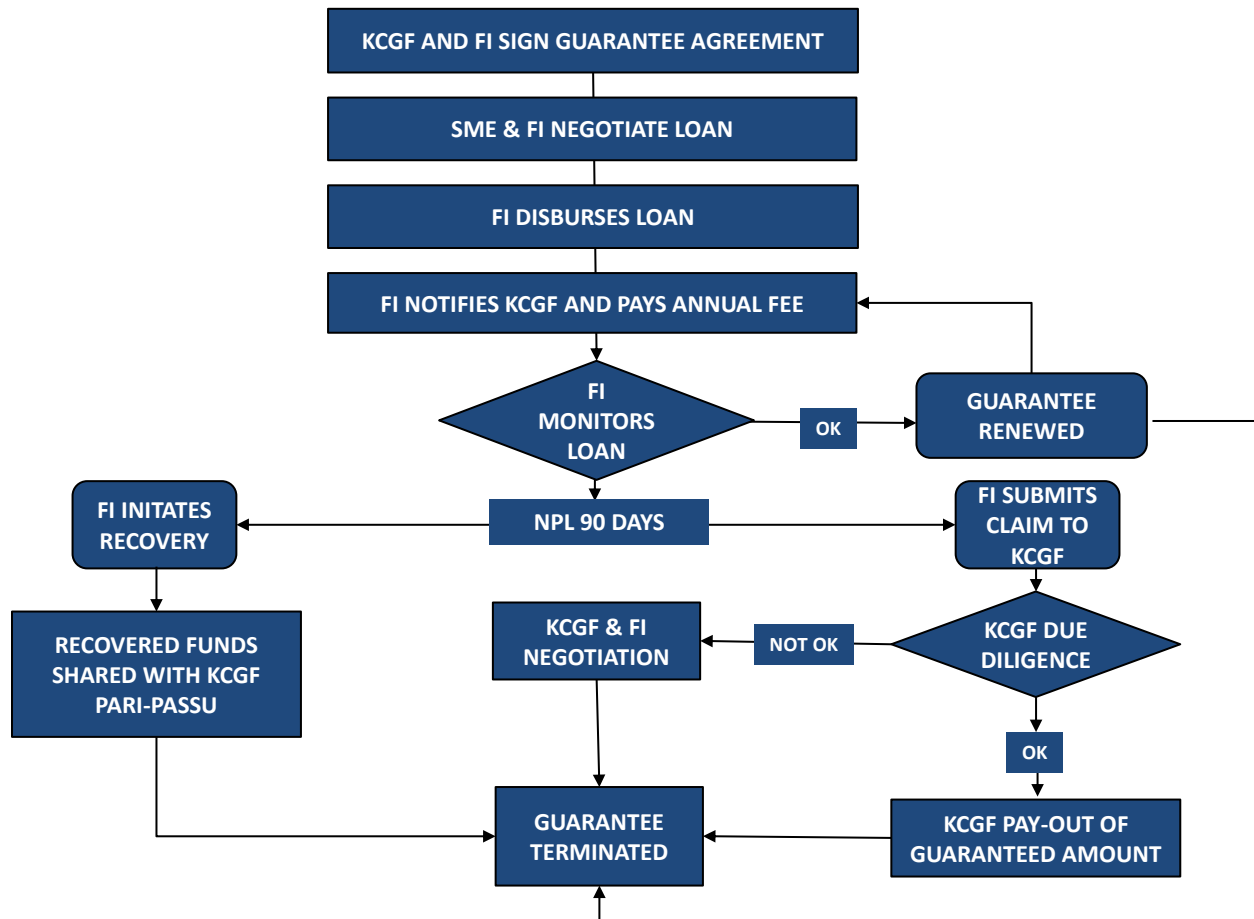 KCGF AND FI SIGN GUARANTEE AGREEMENT
SME & FI NEGOTIATE LOAN
FI DISBURSES LOAN
FI NOTIFIES KCGF AND PAYS ANNUAL FEE
FI
MONITORS
LOAN
OK
GUARANTEE
RENEWED
FI INITATES
RECOVERY
NPL 90 DAYS
FI SUBMITS
CLAIM TO
KCGF
RECOVERED FUNDS
SHARED WITH KCGF
PARI-PASSU
KCGF & FI
NEGOTIATION
NOT OK
KCGF DUE
DILIGENCE
OK
GUARANTEE
TERMINATED
KCGF PAY-OUT OF
GUARANTEED AMOUNT